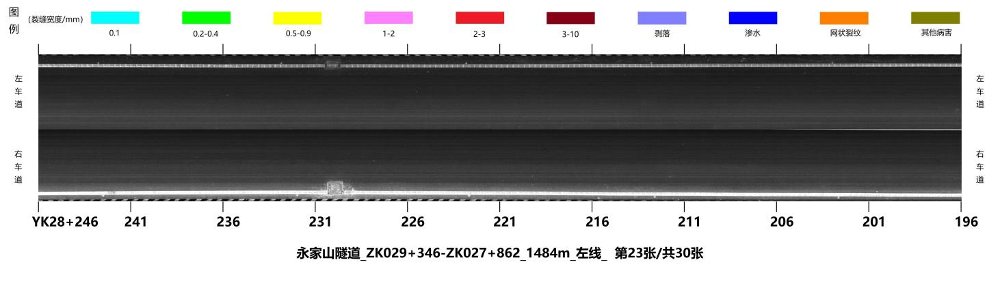 图例 (裂缝宽度/mm) 0.1 0.2-0.4 0.5-0.9 1-2 2-3 3-10 剥落 渗水 网状裂纹 其他病害
左车道 左车道
右车道 右车道
YK28+246 241 236 231 226 221 216 211 206 201 196
永家山隧道_ZK029+346-ZK027+862_1484m_左线_ 第23张/共30张